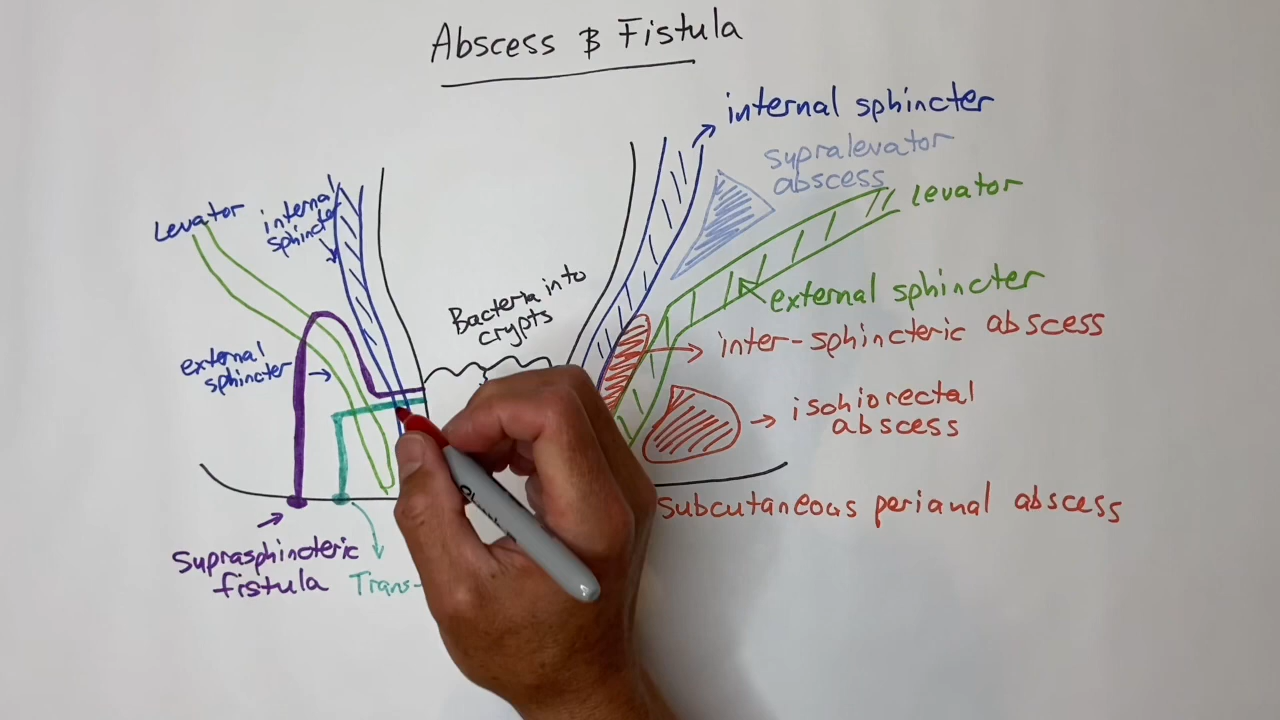 Abscess & Fistula
internal sphincter
supralevator
abscess
levator
Levator
internal
sphincter
Bacteria into
crypts
external sphincter
inter-sphincteric abscess
external
sphincter
ischiorectal
abscess
Subcutaneous perianal abscess
Suprasphincteric
fistula
Trans-